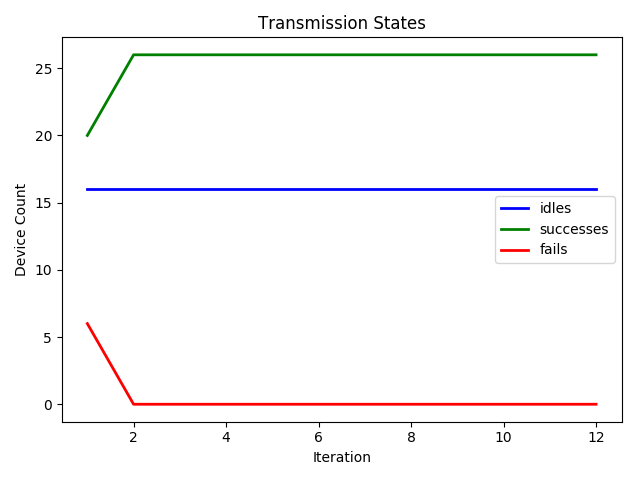 Transmission States
Device Count
25
20
15
10
5
0
idles
successes
fails
2 4 6 8 10 12
Iteration